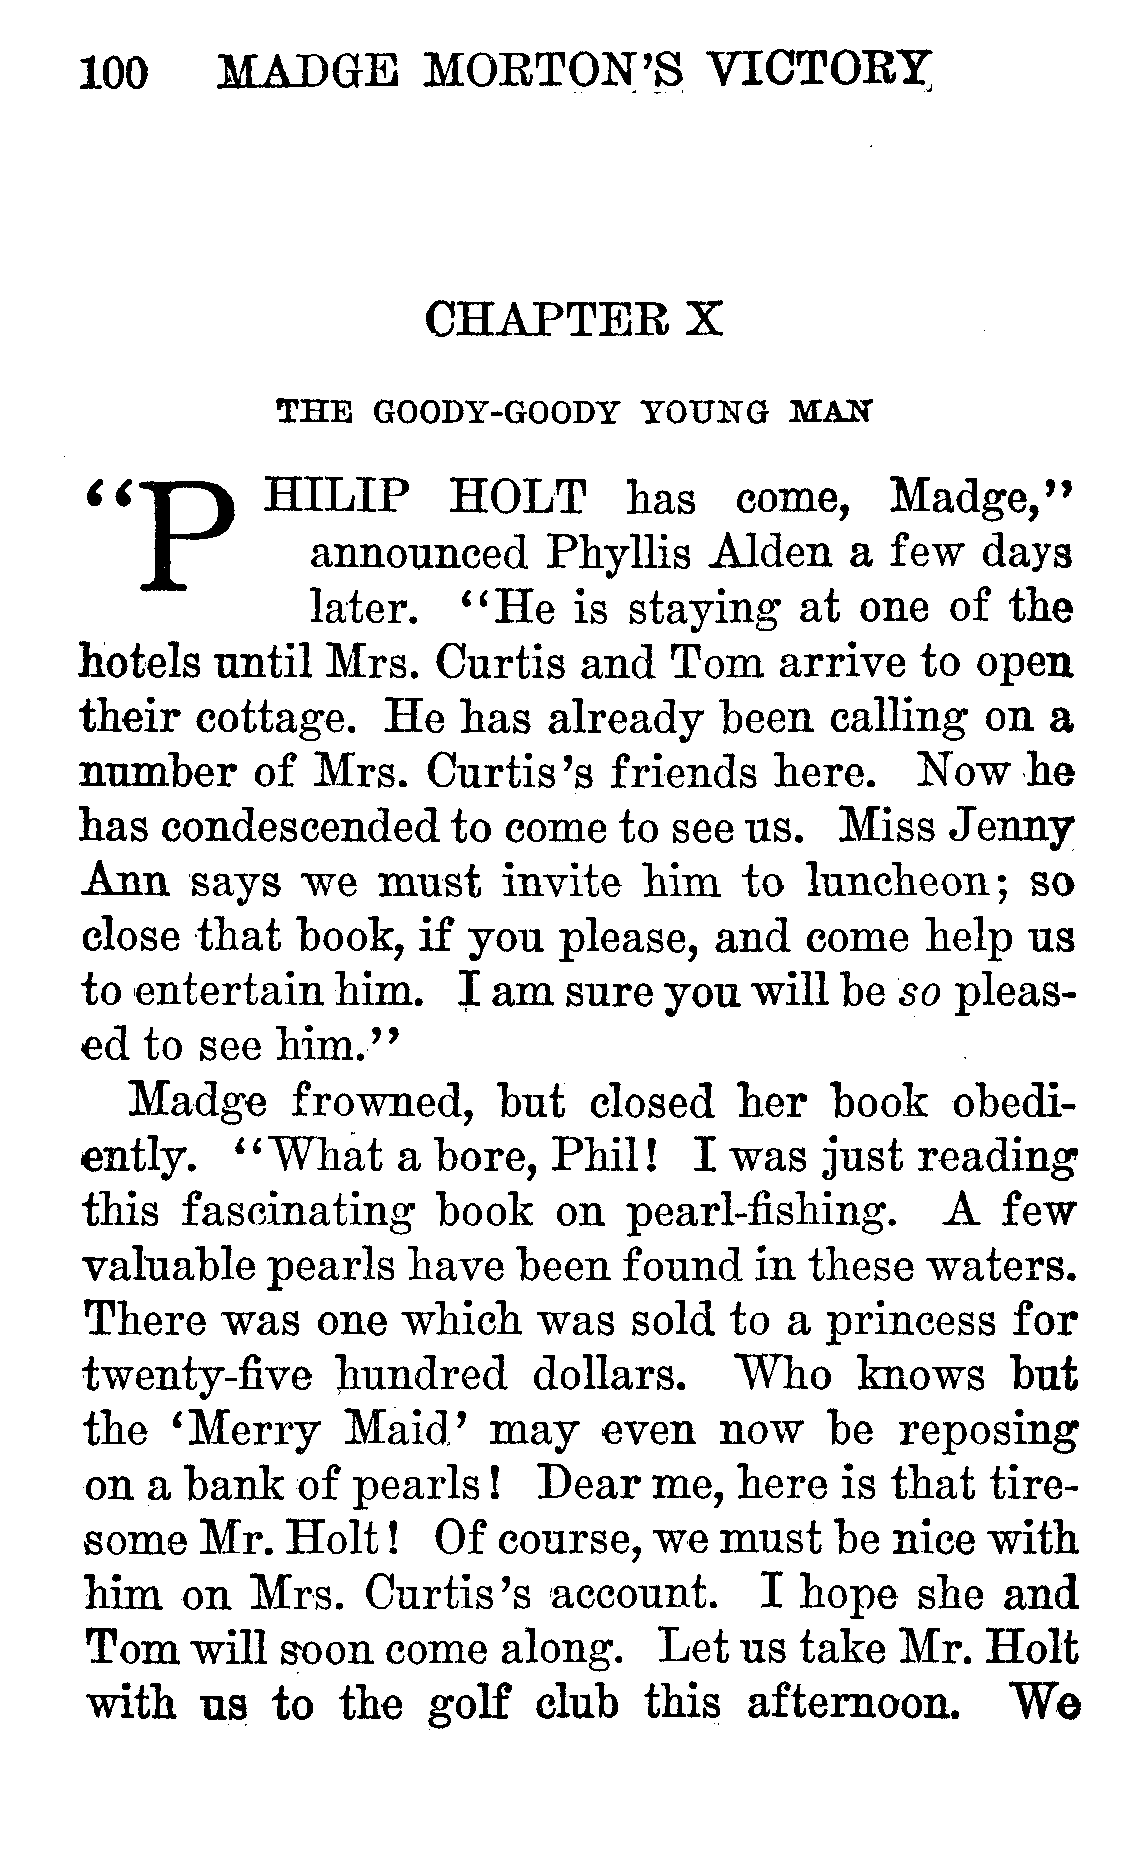 100 MADGE MORTON'S VICTORY
CHAPTER X
THE GOODY-GOODY YOUNG MAN
"PHILIP HOLT has come, Madge,"
announced Phyllis Alden a few days
later. "He is staying at one of the
hotels until Mrs. Curtis and Tom arrive to open
their cottage. He has already been calling on a
number of Mrs. Curtis's friends here. Now he
has condescended to come to see us. Miss Jenny
Ann says we must invite him to luncheon; so
close that book, if you please, and come help us
to entertain him. I am sure you will be so pleas-
ed to see him."
Madge frowned, but closed her book obedi-
ently. "What a bore, Phil! I was just reading
this fascinating book on pearl-fishing. A few
valuable pearls have been found in these waters.
There was one which was sold to a princess for
twenty-five hundred dollars. Who knows but
the 'Merry Maid' may even now be reposing
on a bank of pearls! Dear me, here is that tire-
some Mr. Holt! Of course, we must be nice with
him on Mrs. Curtis's account. I hope she and
Tom will soon come along. Let us take Mr. Holt
with us to the golf club this afternoon. We